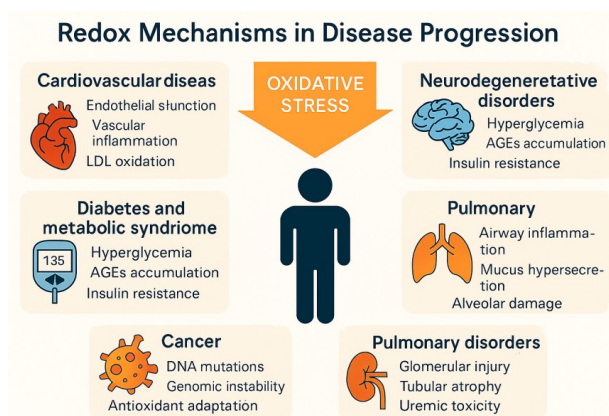 Redox Mechanisms in Disease Progression
OXIDATIVE
STRESS
Cardiovascular diseas
Endothelial sfunction
Vascular
inflammation
LDL oxidation
Neurodegeneretative
disorders
Hyperglycemia
AGEs accumulation
Insulin resistance
Diabetes and
metabolic syndrome
135
Hyperglycemia
AGEs accumulation
Insulin resistance
Pulmonary
Airway inflamma-
tion
Mucus hypersecre-
tion
Alveolar damage
Cancer
DNA mutations
Genomic instability
Antioxidant adaptation
Pulmonary disorders
Glomerular injury
Tubular atrophy
Uremic toxicity